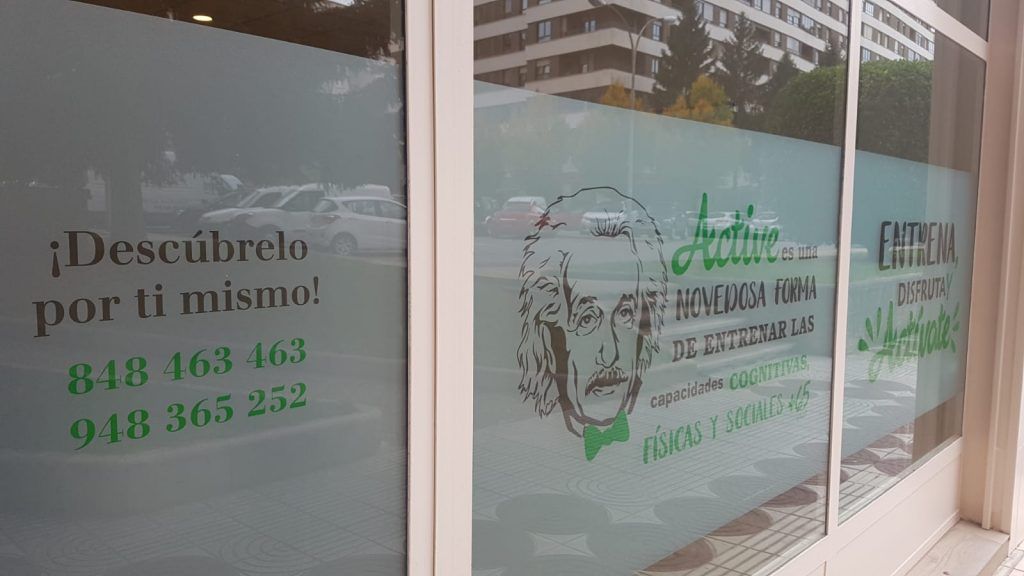 ¡Descúbrelo
por ti mismo!
848 463 463
948 365 252
Active es una
NOVEDOSA FORMA
DE ENTRENAR LAS
capacidades COGNITIVAS,
FÍSICAS Y SOCIALES +65
ENTRENA,
DISFRUTA Y
Actívate